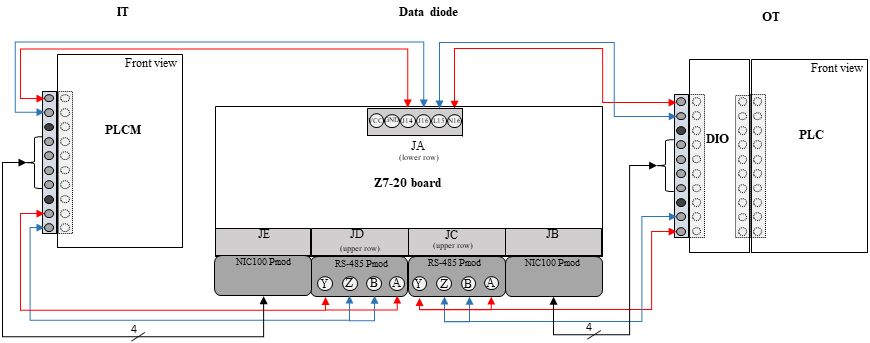 IT
Data diode
OT
Front view
Front view
PLCM
DIO
PLC
VCC GND J14 J16 L15 N16
JA
(lower row)
Z7-20 board
JE
JD
(upper row)
JC
(upper row)
JB
NIC100 Pmod
RS-485 Pmod
RS-485 Pmod
NIC100 Pmod
Y Z B A
Y Z B A
4
4